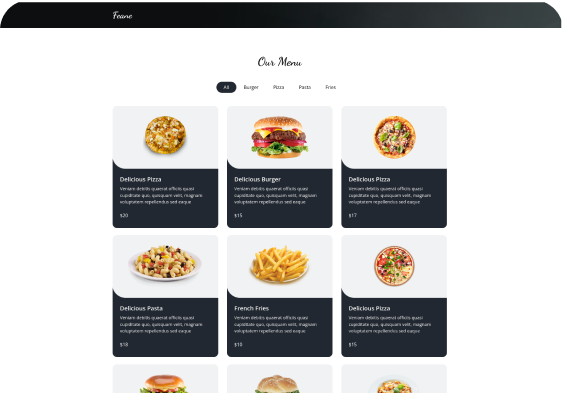 Feane
Our Menu
All Burger Pizza Pasta Fries
Delicious Pizza
Veniam debitis quaerat officiis quasi
cupiditate quo, quisquam velit, magnam
voluptatem repellendus sed eaque
$20
Delicious Burger
Veniam debitis quaerat officiis quasi
cupiditate quo, quisquam velit, magnam
voluptatem repellendus sed eaque
$15
Delicious Pizza
Veniam debitis quaerat officiis quasi
cupiditate quo, quisquam velit, magnam
voluptatem repellendus sed eaque
$17
Delicious Pasta
Veniam debitis quaerat officiis quasi
cupiditate quo, quisquam velit, magnam
voluptatem repellendus sed eaque
$18
French Fries
Veniam debitis quaerat officiis quasi
cupiditate quo, quisquam velit, magnam
voluptatem repellendus sed eaque
$10
Delicious Pizza
Veniam debitis quaerat officiis quasi
cupiditate quo, quisquam velit, magnam
voluptatem repellendus sed eaque
$15